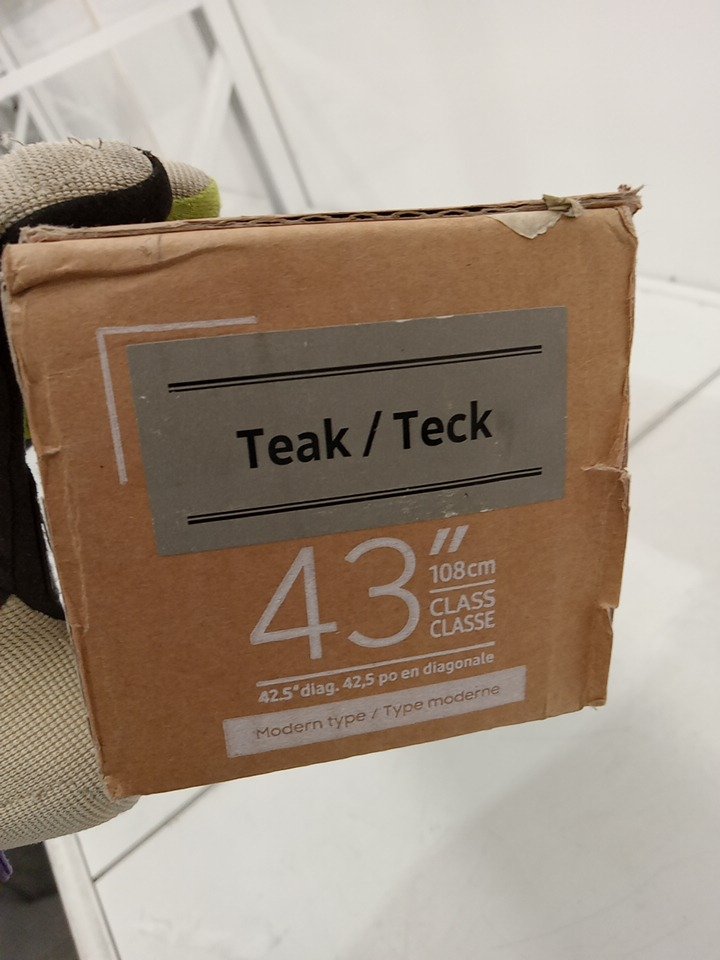 Teak / Teck
43"
108cm
CLASS
CLASSE
42.5" diag. 42,5 po en diagonale
Modern type / Type moderne